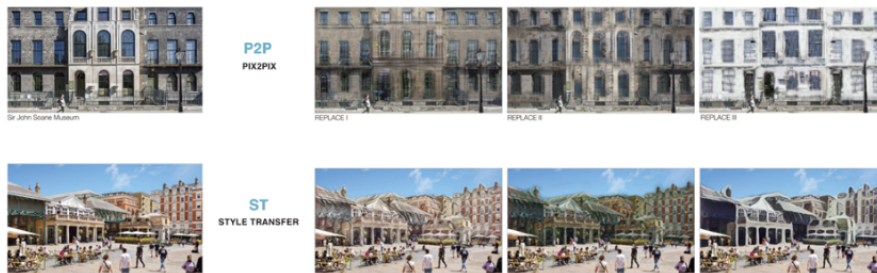 P2P
PIX2PIX
Sir John Soane Museum
REPLACE I
REPLACE II
REPLACE III
ST
STYLE TRANSFER